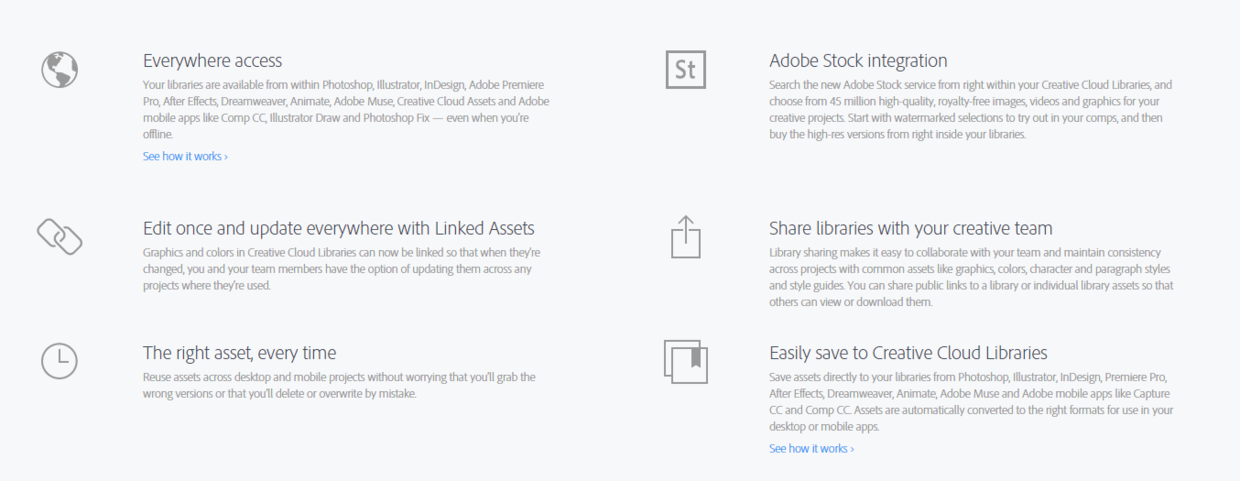 Everywhere access
Your libraries are available from within Photoshop, Illustrator, InDesign, Adobe Premiere
Pro, After Effects, Dreamweaver, Animate, Adobe Muse, Creative Cloud Assets and Adobe
mobile apps like Comp CC, Illustrator Draw and Photoshop Fix — even when you're
offline.
See how it works ›
St
Adobe Stock integration
Search the new Adobe Stock service from right within your Creative Cloud Libraries, and
choose from 45 million high-quality, royalty-free images, videos and graphics for your
creative projects. Start with watermarked selections to try out in your comps, and then
buy the high-res versions from right inside your libraries.
Edit once and update everywhere with Linked Assets
Graphics and colors in Creative Cloud Libraries can now be linked so that when they're
changed, you and your team members have the option of updating them across any
projects where they're used.
Share libraries with your creative team
Library sharing makes it easy to collaborate with your team and maintain consistency
across projects with common assets like graphics, colors, character and paragraph styles
and style guides. You can share public links to a library or individual library assets so that
others can view or download them.
The right asset, every time
Reuse assets across desktop and mobile projects without worrying that you'll grab the
wrong versions or that you'll delete or overwrite by mistake.
Easily save to Creative Cloud Libraries
Save assets directly to your libraries from Photoshop, Illustrator, InDesign, Premiere Pro,
After Effects, Dreamweaver, Animate, Adobe Muse and Adobe mobile apps like Capture
CC and Comp CC. Assets are automatically converted to the right formats for use in your
desktop or mobile apps.
See how it works ›